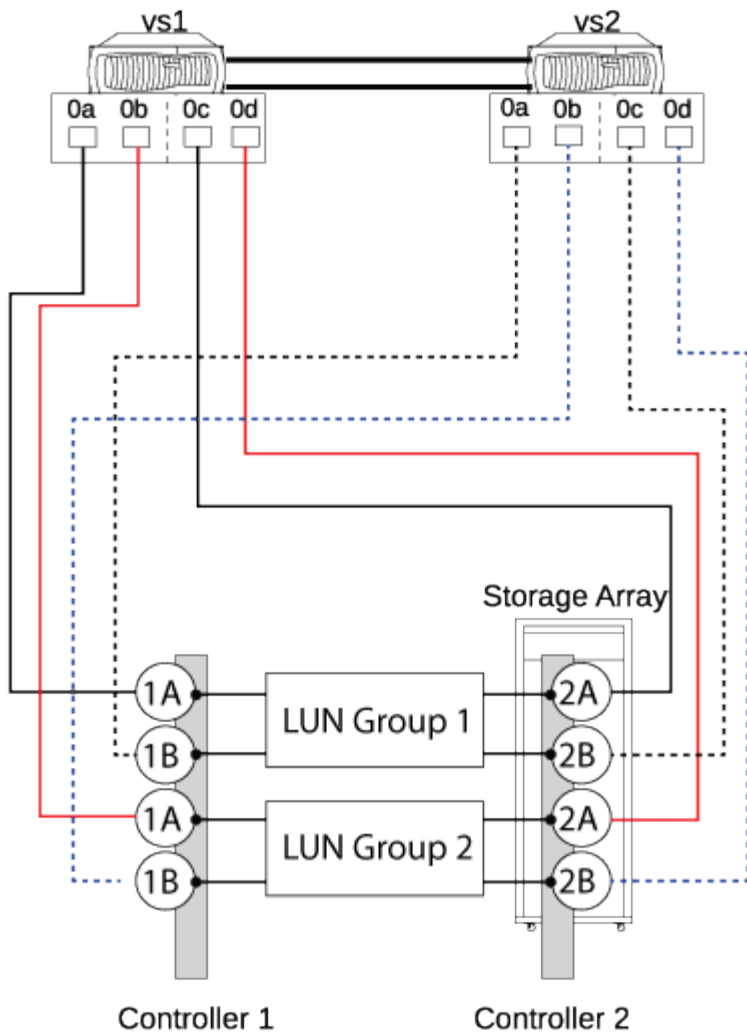 vs1 vs2
0a 0b 0c 0d 0a 0b 0c 0d
Storage Array
1A LUN Group 1 2A
1B 2B
1A LUN Group 2 2A
1B 2B
Controller 1 Controller 2